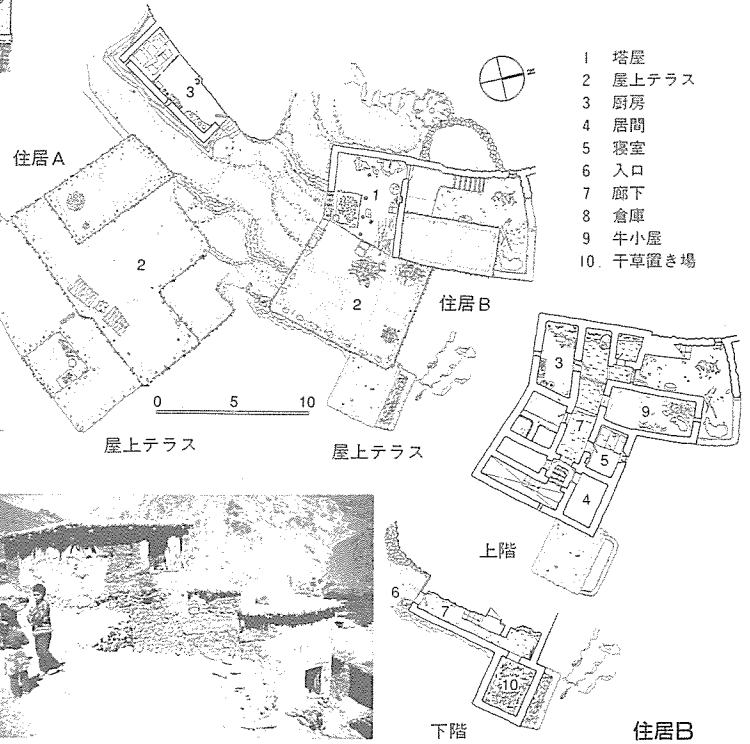 1 塔屋
2 屋上テラス
3 厨房
4 居間
5 寝室
6 入口
7 廊下
8 倉庫
9 牛小屋
10. 干草置き場
3
住居A
1
2
2
住居B
0 5 10
屋上テラス
屋上テラス
3
9
7
5
4
上階
6
7
10
下階
住居B